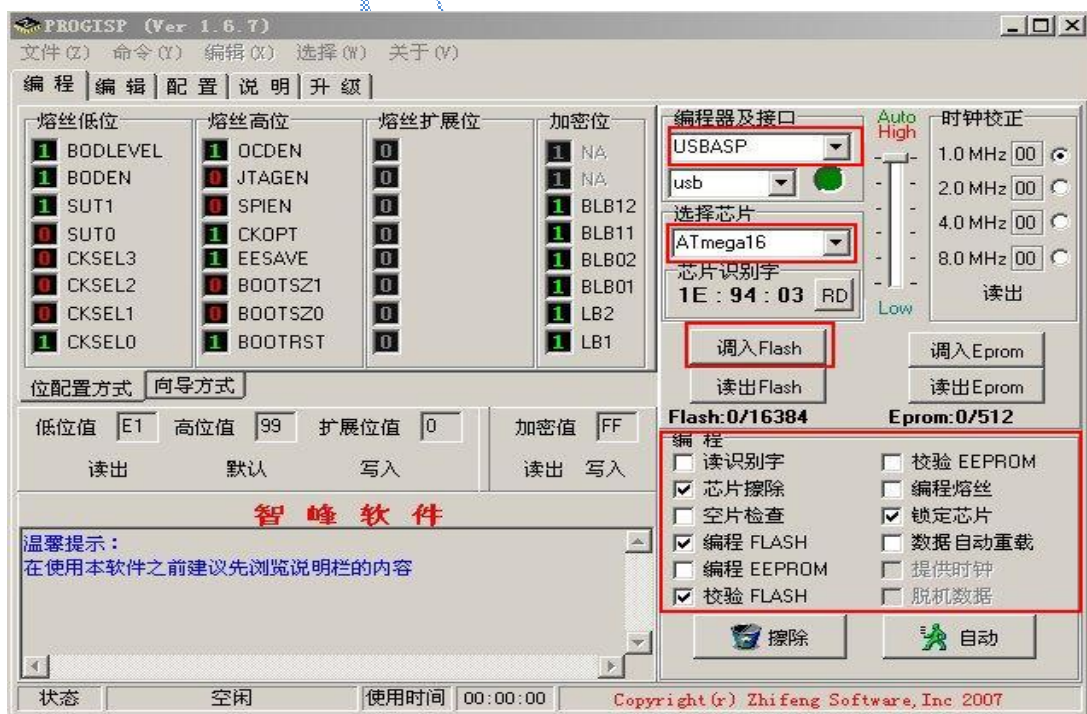 PROGISP (Ver 1.6.7)
文件(Z) 命令(Y) 编辑(X) 选择(W) 关于(V)
编 程 编 辑 配 置 说 明 升 级
熔丝低位 熔丝高位 熔丝扩展位 加密位
1 BODLEVEL 1 OCDEN 0 1 NA
1 BODEN 0 JTAGEN 0 1 NA
1 SUT1 0 SPIEN 0 1 BLB12
0 SUT0 1 CKOPT 0 1 BLB11
0 CKSEL3 1 EESAVE 0 1 BLB02
0 CKSEL2 0 BOOTSZ1 0 1 BLB01
0 CKSEL1 0 BOOTSZ0 0 1 LB2
1 CKSEL0 1 BOOTRST 0 1 LB1
位配置方式 向导方式
低位值 E1 高位值 99 扩展位值 0 加密值 FF
读出 默认 写入 读出 写入
智 峰 软 件
温馨提示：
在使用本软件之前建议先浏览说明栏的内容
编程器及接口
USBASP
usb
选择芯片
ATmega16
芯片识别字
1E : 94 : 03 RD
Auto
High
Low
时钟校正
1.0 MHz 00
2.0 MHz 00
4.0 MHz 00
8.0 MHz 00
读出
调入Flash 调入Eprom
读出Flash 读出Eprom
Flash:0/16384 Eprom:0/512
编 程
读识别字 校验 EEPROM
芯片擦除 编程熔丝
空片检查 锁定芯片
编程 FLASH 数据自动重载
编程 EEPROM 提供时钟
校验 FLASH 脱机数据
擦除 自动
状态 空闲 使用时间 00:00:00 Copyright(r) Zhifeng Software,Inc 2007